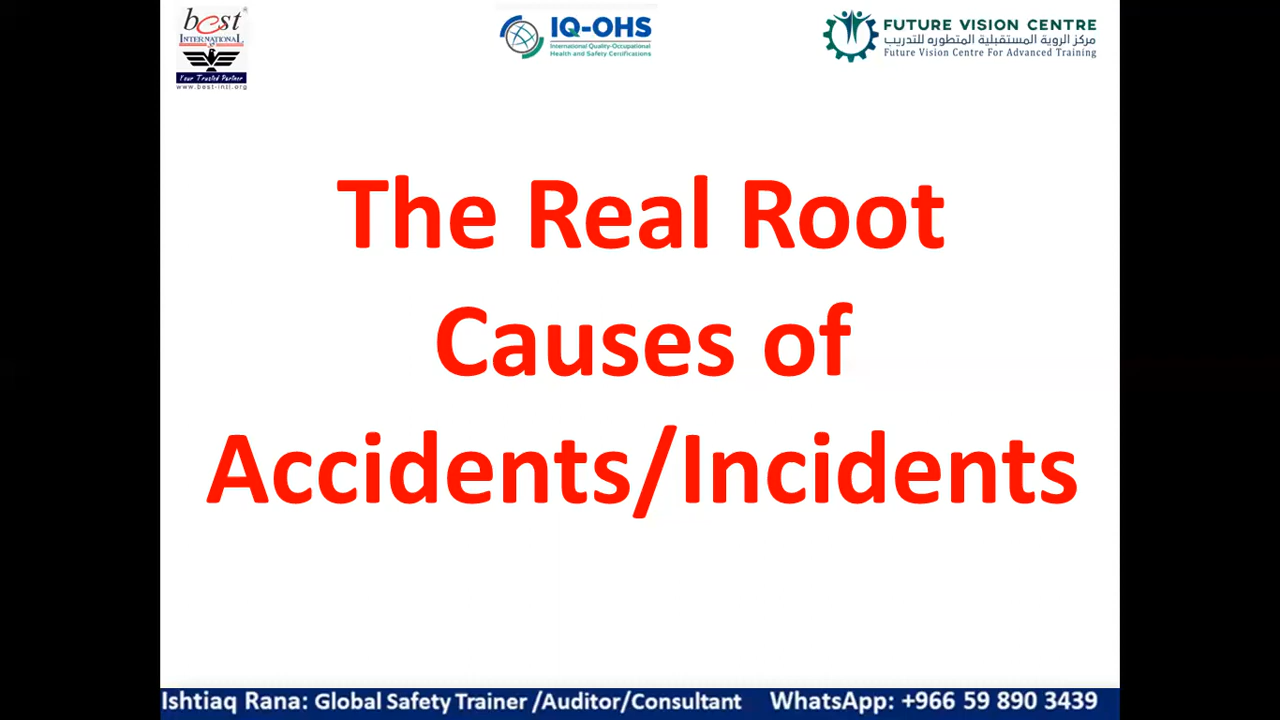 best
INTERNATIONAL
Your Trusted Partner
www.best-intl.org
IQ-OHS
International Quality-Occupational
Health and Safety Certifications
FUTURE VISION CENTRE
مركز الروية المستقبلية المتطوره للتدريب
Future Vision Centre For Advanced Training
The Real Root
Causes of
Accidents/Incidents
Ishtiaq Rana: Global Safety Trainer /Auditor/Consultant WhatsApp: +966 59 890 3439